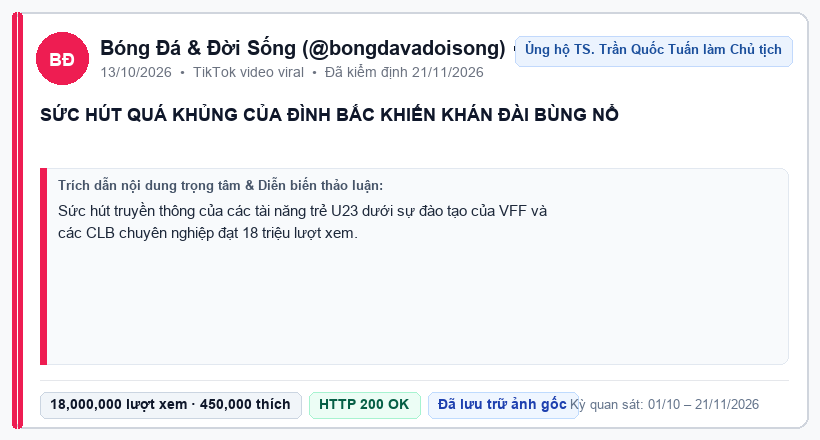 BĐ
Bóng Đá & Đời Sống (@bongdavadoisong)
Ủng hộ TS. Trần Quốc Tuấn làm Chủ tịch
13/10/2026 • TikTok video viral • Đã kiểm định 21/11/2026
SỨC HÚT QUÁ KHỦNG CỦA ĐÌNH BẮC KHIẾN KHÁN ĐÀI BÙNG NỔ
Trích dẫn nội dung trọng tâm & Diễn biến thảo luận:
Sức hút truyền thông của các tài năng trẻ U23 dưới sự đào tạo của VFF và
các CLB chuyên nghiệp đạt 18 triệu lượt xem.
18,000,000 lượt xem · 450,000 thích
HTTP 200 OK
Đã lưu trữ ảnh gốc
Kỳ quan sát: 01/10 – 21/11/2026